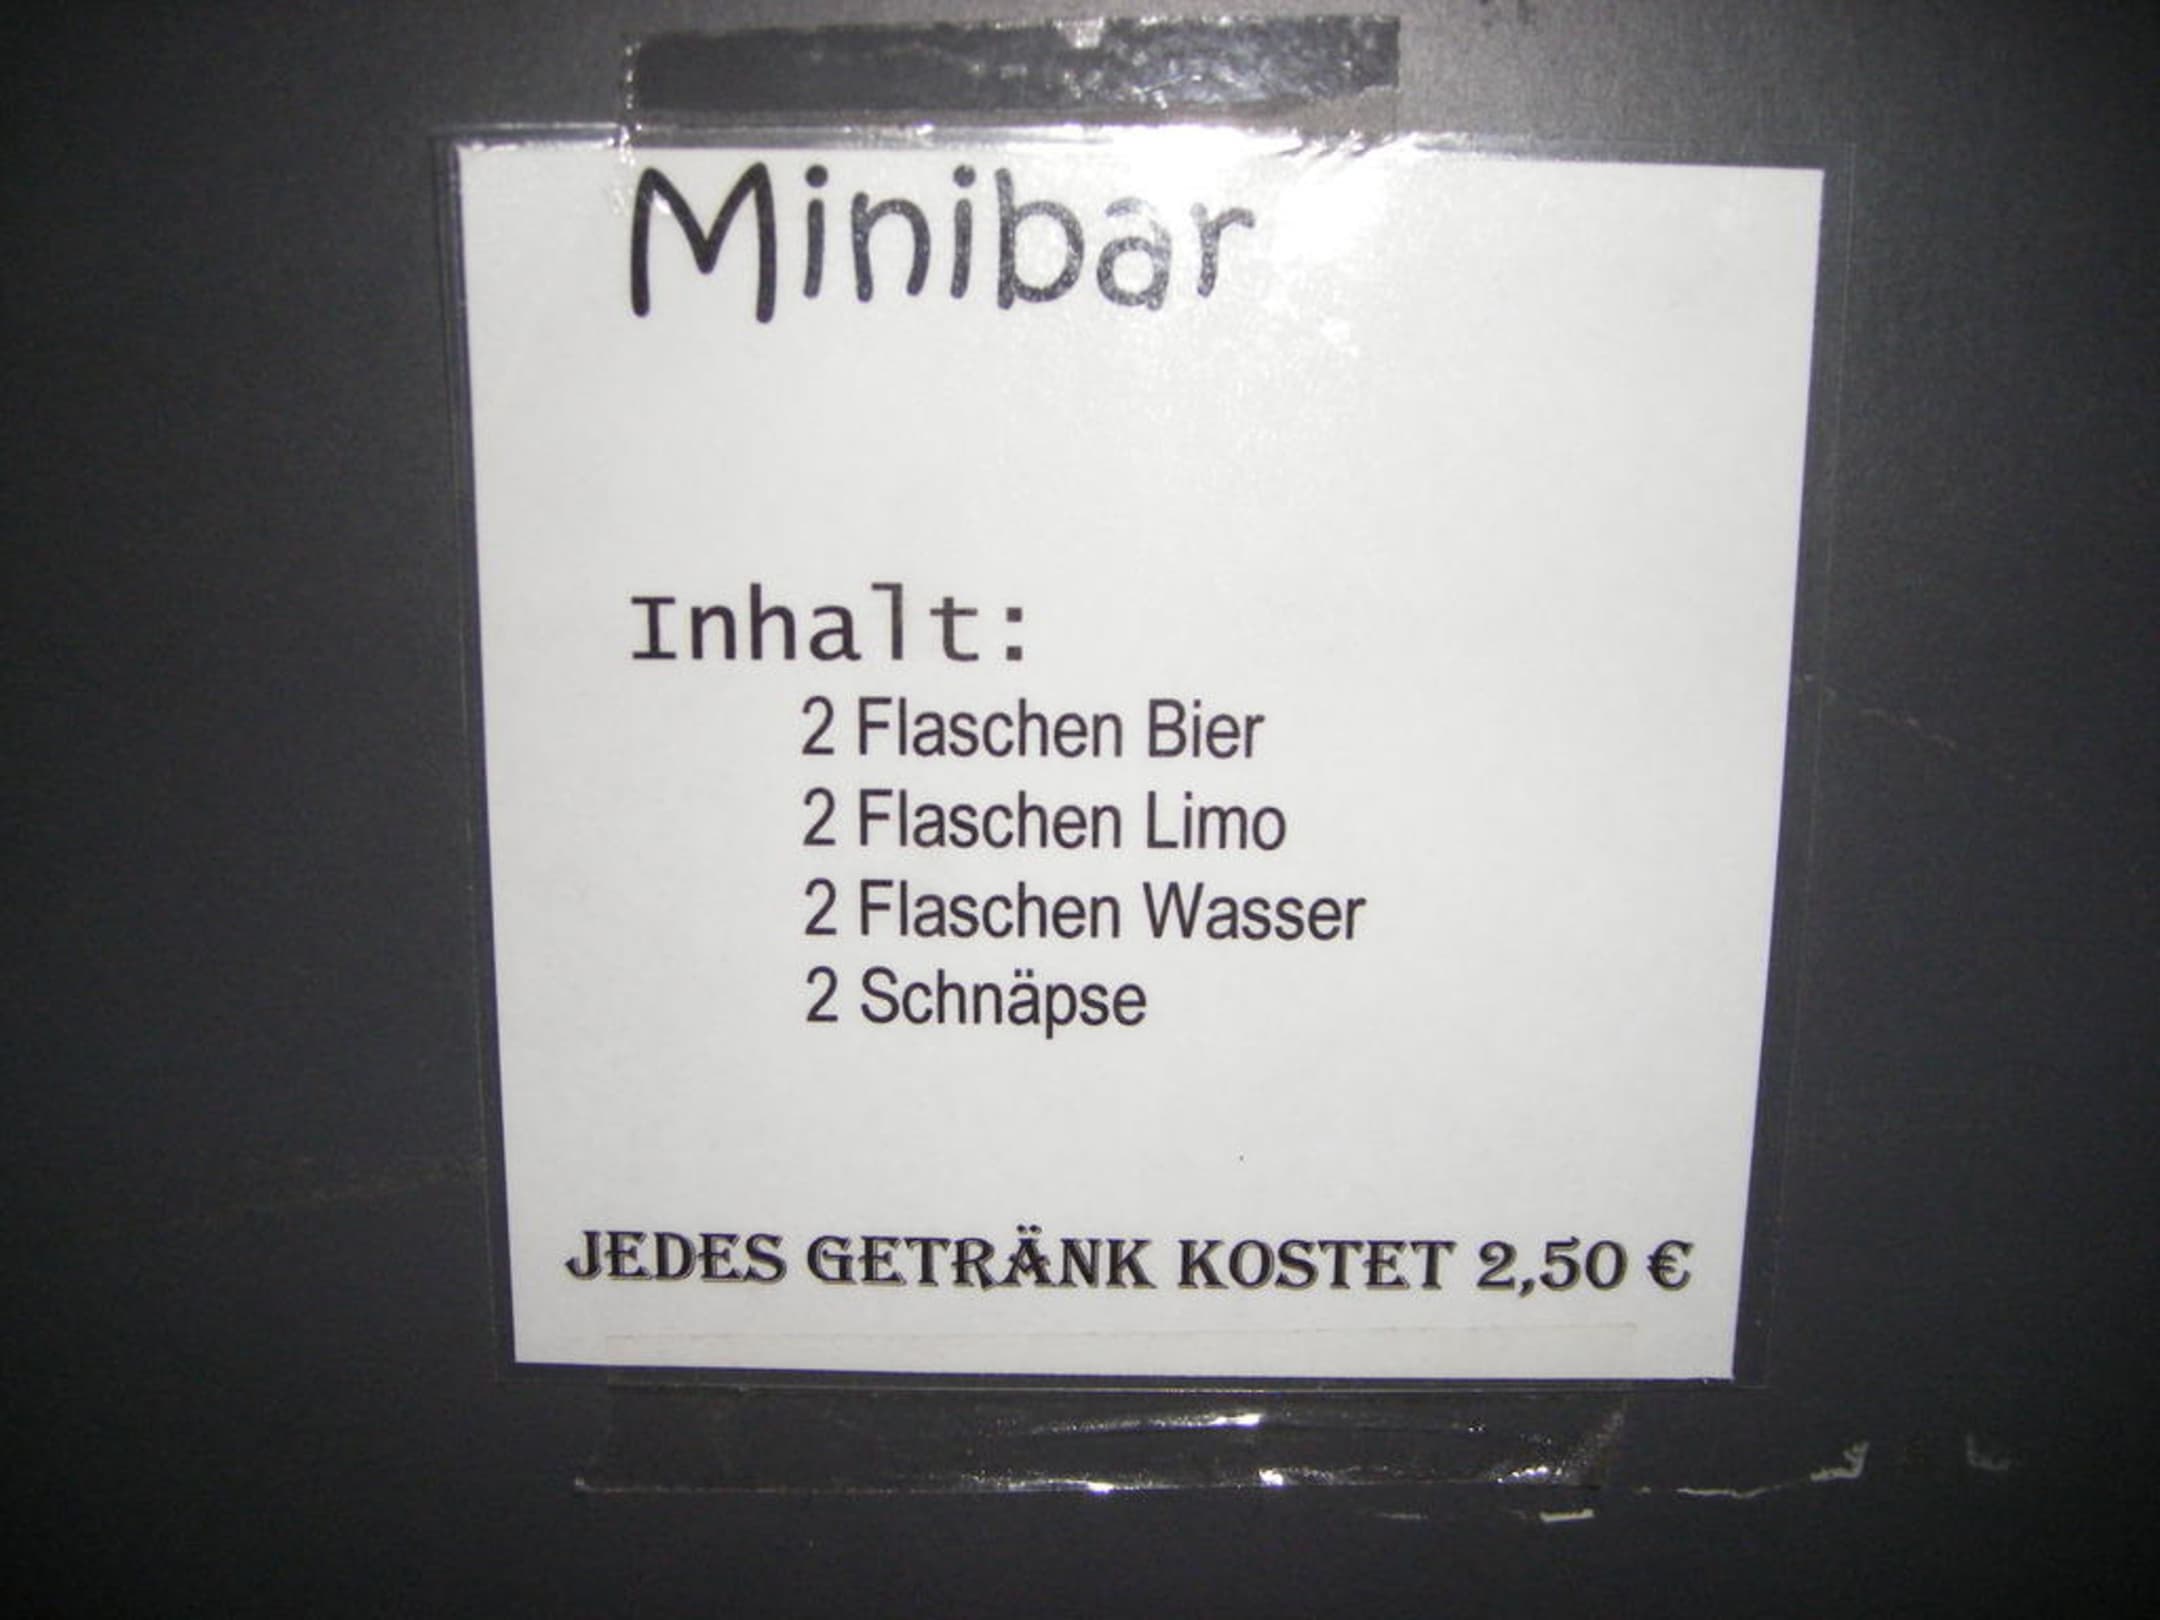 Minibar
Inhalt:
2 Flaschen Bier
2 Flaschen Limo
2 Flaschen Wasser
2 Schnäpse
JEDES GETRÄNK KOSTET 2,50 €